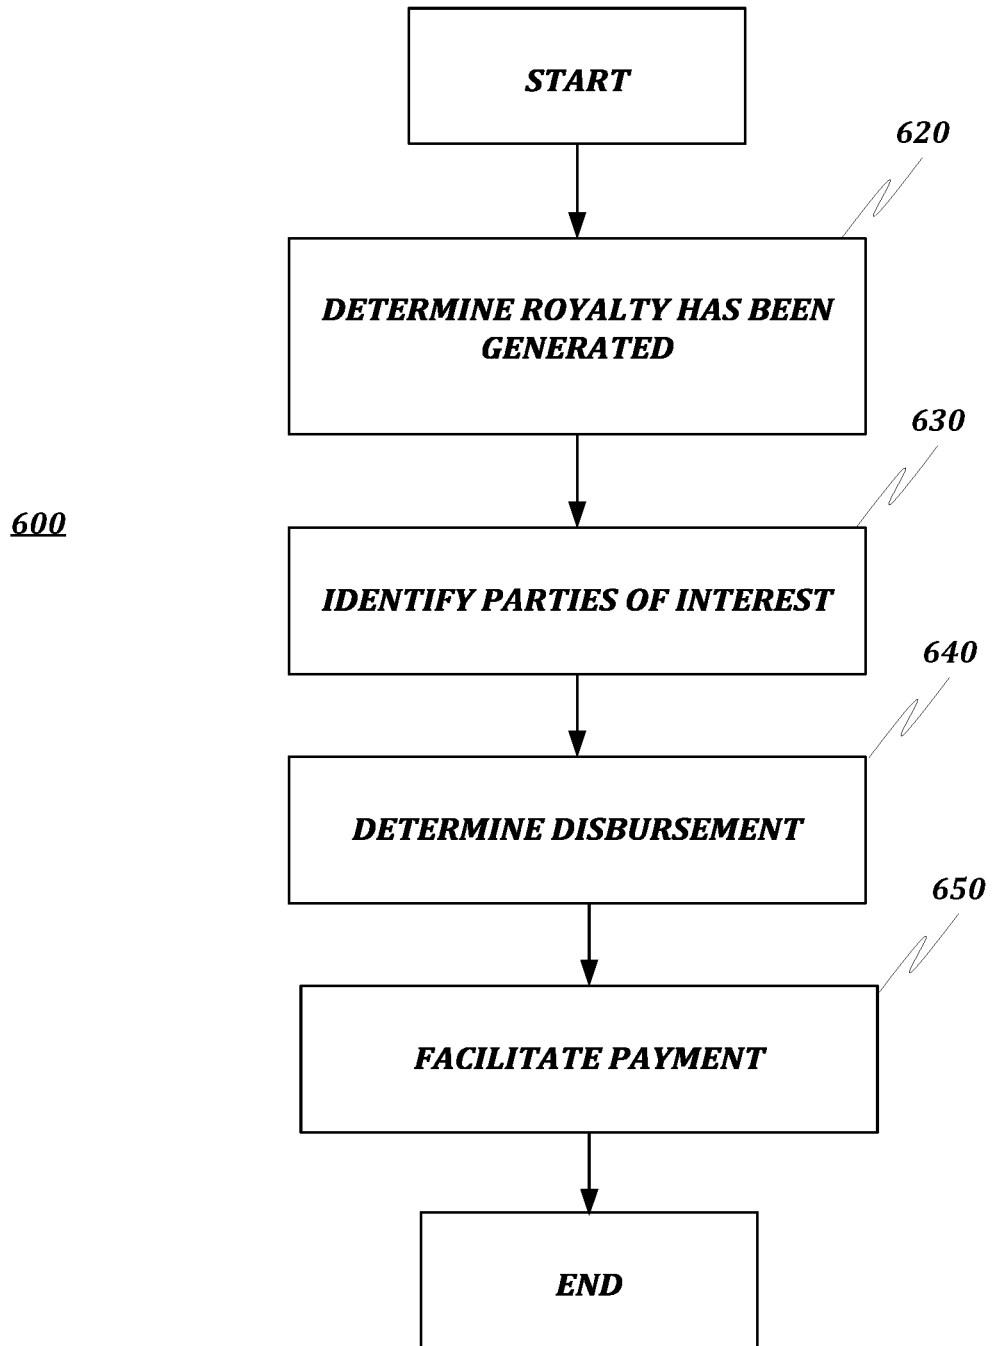 START
620
DETERMINE ROYALTY HAS BEEN
GENERATED
630
600
IDENTIFY PARTIES OF INTEREST
640
DETERMINE DISBURSEMENT
650
FACILITATE PAYMENT
END